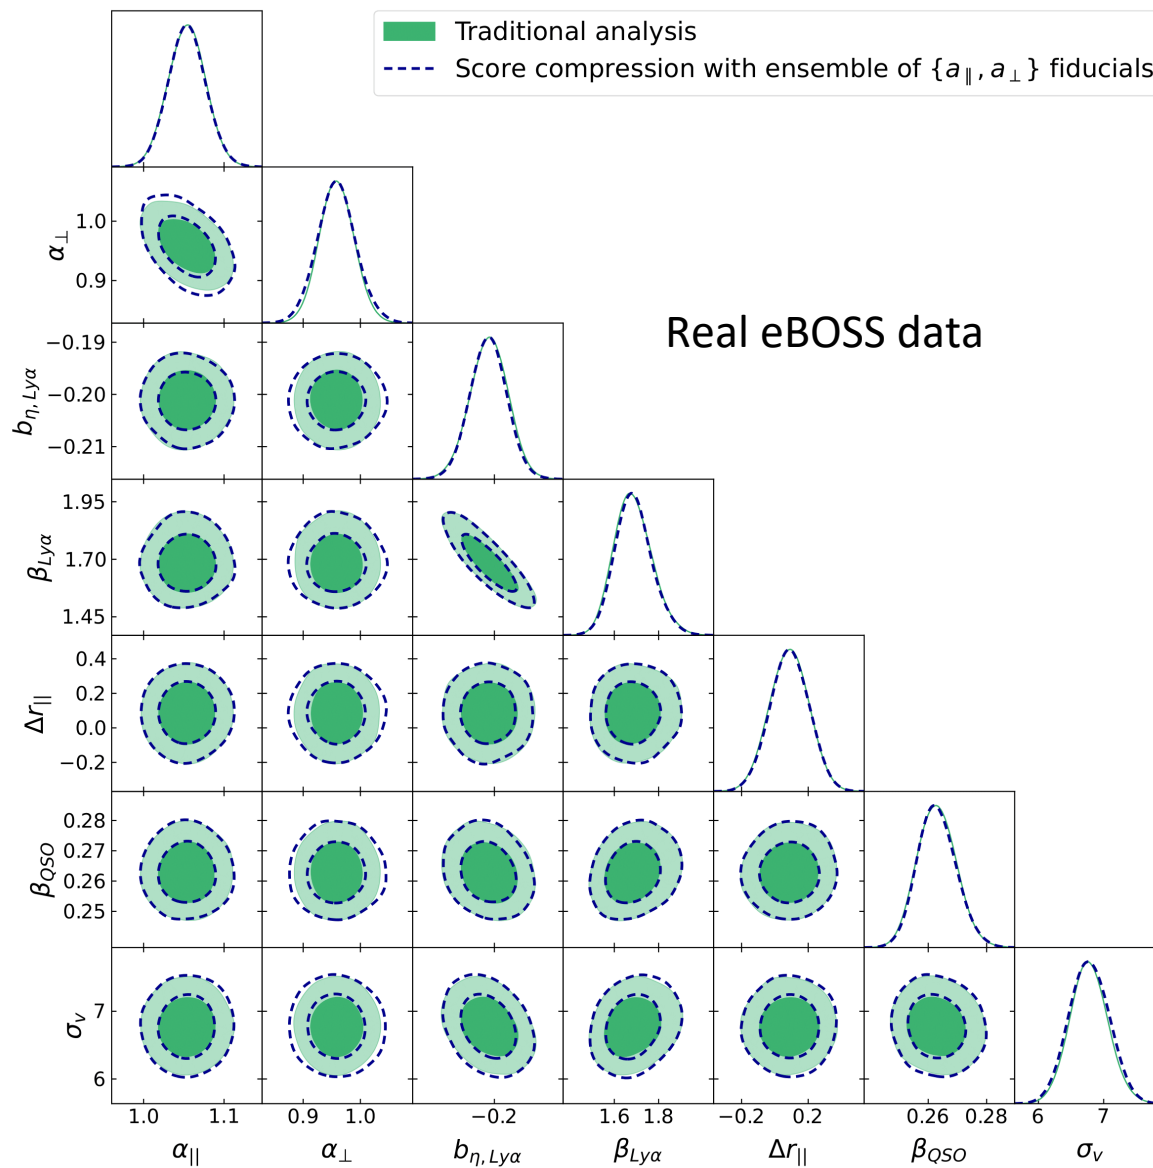 Traditional analysis
Score compression with ensemble of {a∥, a⊥} fiducials
1.0
0.9
α⊥
Real eBOSS data
−0.19
−0.20
−0.21
bη, Lyα
1.95
1.70
1.45
βLyα
0.4
0.2
0.0
−0.2
Δr||
0.28
0.27
0.26
0.25
βQSO
7
6
σv
1.0 1.1 0.9 1.0 −0.2 1.6 1.8 −0.2 0.2 0.26 0.28 6 7
α|| α⊥ bη, Lyα βLyα Δr|| βQSO σv